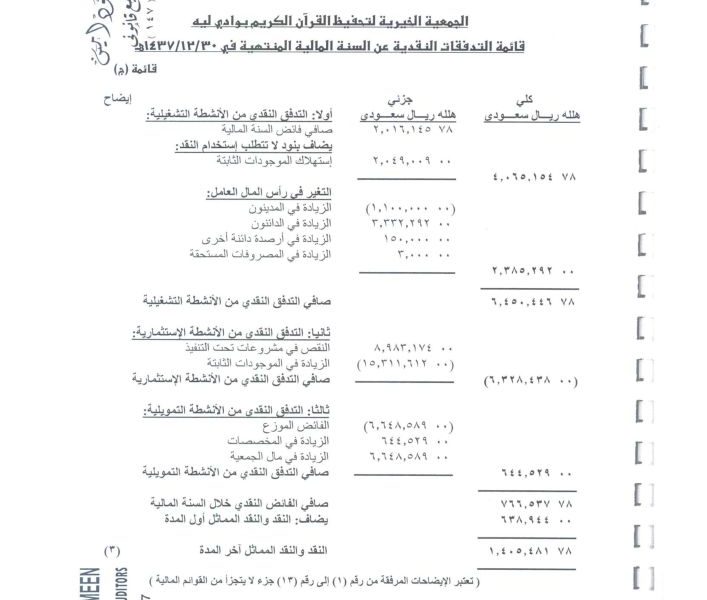 الجمعية الخيرية لتحفيظ القرآن الكريم بوادي ليه
قائمة التدفقات النقدية عن السنة المالية المنتهية في ١٤٣٧/١٢/٣٠هـ
قائمة (م)
كلي جزئي إيضاح
هلله ريال سعودي هلله ريال سعودي أولا: التدفق النقدي من الأنشطة التشغيلية:
صافي فائض السنة المالية ٢,٠١٦,١٤٥ ٧٨
يضاف بنود لا تتطلب إستخدام النقد:
إستهلاك الموجودات الثابتة ٢,٠٤٩,٠٠٩ ٠٠
٤,٠٦٥,١٥٤ ٧٨
التغير في رأس المال العامل:
الزيادة في المدينون (١,١٠٠,٠٠٠ ٠٠)
الزيادة في الدائنون ٣,٣٣٢,٢٩٢ ٠٠
الزيادة في أرصدة دائنة أخرى ١٥٠,٠٠٠ ٠٠
الزيادة في المصروفات المستحقة ٣,٠٠٠ ٠٠
٢,٣٨٥,٢٩٢ ٠٠
صافي التدفق النقدي من الأنشطة التشغيلية ٦,٤٥٠,٤٤٦ ٧٨
ثانيا: التدفق النقدي من الأنشطة الإستثمارية:
النقص في مشروعات تحت التنفيذ ٨,٩٨٣,١٧٤ ٠٠
الزيادة في الموجودات الثابتة (١٥,٣١١,٦١٢ ٠٠)
صافي التدفق النقدي من الأنشطة الإستثمارية (٦,٣٢٨,٤٣٨ ٠٠)
ثالثا: التدفق النقدي من الأنشطة التمويلية:
الفائض الموزع (٦,٦٤٨,٥٨٩ ٠٠)
الزيادة في المخصصات ٦٤٤,٥٢٩ ٠٠
الزيادة في مال الجمعية ٦,٦٤٨,٥٨٩ ٠٠
صافي التدفق النقدي من الأنشطة التمويلية ٦٤٤,٥٢٩ ٠٠
صافي الفائض النقدي خلال السنة المالية ٧٦٦,٥٣٧ ٧٨
يضاف: النقد والنقد المماثل أول المدة ٦٣٨,٩٤٤ ٠٠
(٣) النقد والنقد المماثل آخر المدة ١,٤٠٥,٤٨١ ٧٨
( تعتبر الإيضاحات المرفقة من رقم (١) إلى رقم (١٣) جزء لا يتجزأ من القوائم المالية )
MEEN
UDITORS
7